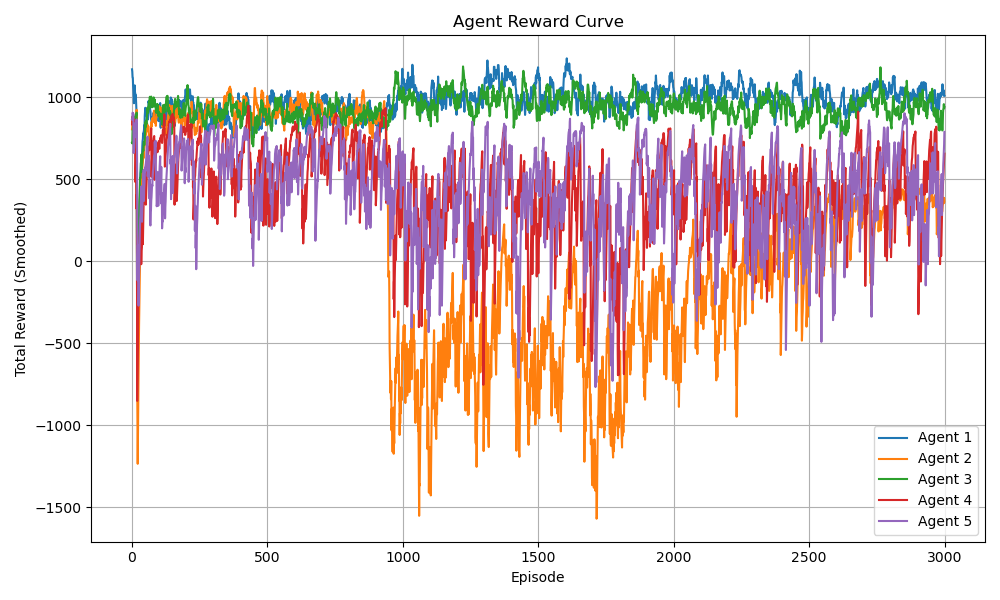 Agent Reward Curve
Total Reward (Smoothed)
1000
500
0
−500
−1000
−1500
0 500 1000 1500 2000 2500 3000
Episode
Agent 1
Agent 2
Agent 3
Agent 4
Agent 5